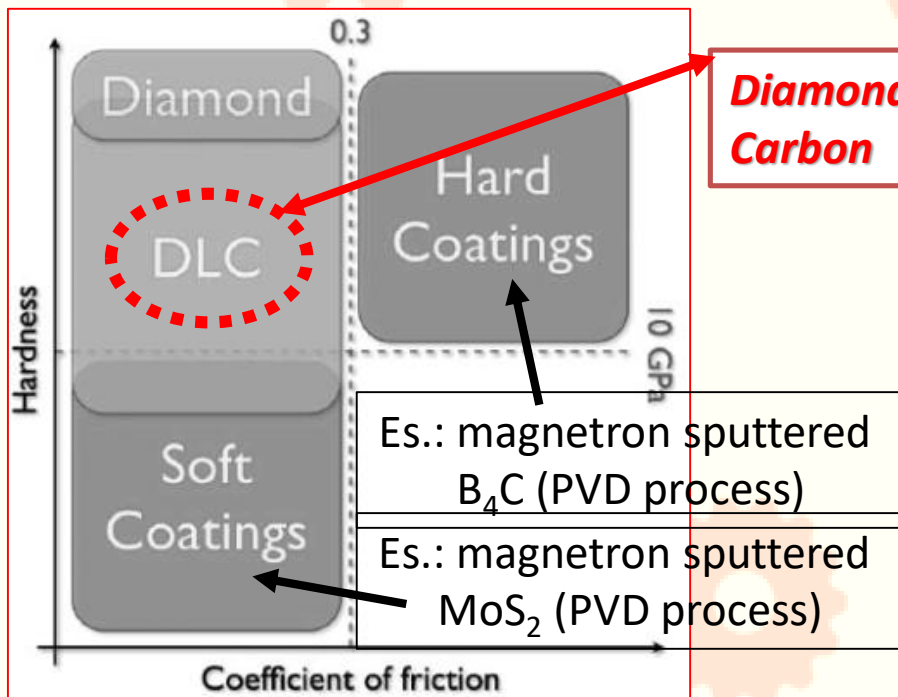 0.3
Diamond
Diamond
Carbon
Hard
Coatings
DLC
Hardness
10 GPa
Es.: magnetron sputtered
B₄C (PVD process)
Soft
Coatings
Es.: magnetron sputtered
MoS₂ (PVD process)
Coefficient of friction